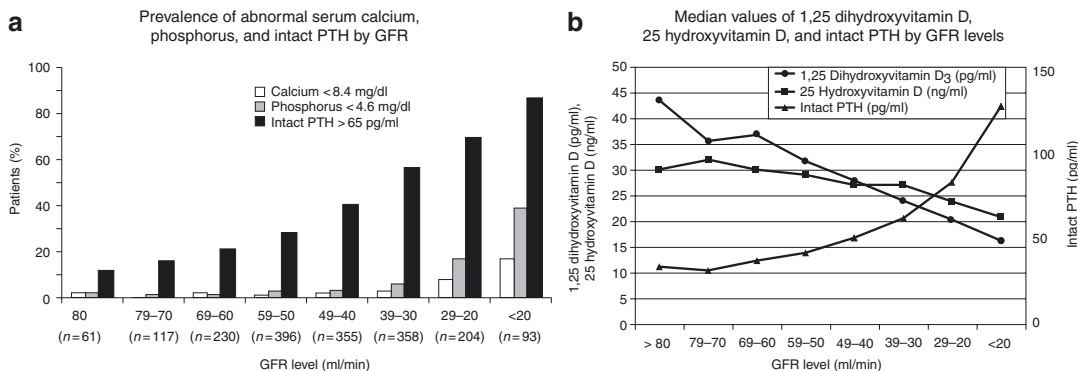 a
Prevalence of abnormal serum calcium,
phosphorus, and intact PTH by GFR
100
80
60
40
20
0
Patients (%)
Calcium <8.4 mg/dl
Phosphorus <4.6 mg/dl
Intact PTH >65 pg/ml
80 79–70 69–60 59–50 49–40 39–30 29–20 <20
(n=61) (n=117) (n=230) (n=396) (n=355) (n=358) (n=204) (n=93)
GFR level (ml/min)
b
Median values of 1,25 dihydroxyvitamin D,
25 hydroxyvitamin D, and intact PTH by GFR levels
50
45
40
35
30
25
20
15
10
5
0
1,25 dihydroxyvitamin D (pg/ml),
25 hydroxyvitamin D (ng/ml)
1,25 Dihydroxyvitamin D3 (pg/ml)
25 Hydroxyvitamin D (ng/ml)
Intact PTH (pg/ml)
150
100
50
0
Intact PTH (pg/ml)
> 80 79–70 69–60 59–50 49–40 39–30 29–20 <20
GFR level (ml/min)